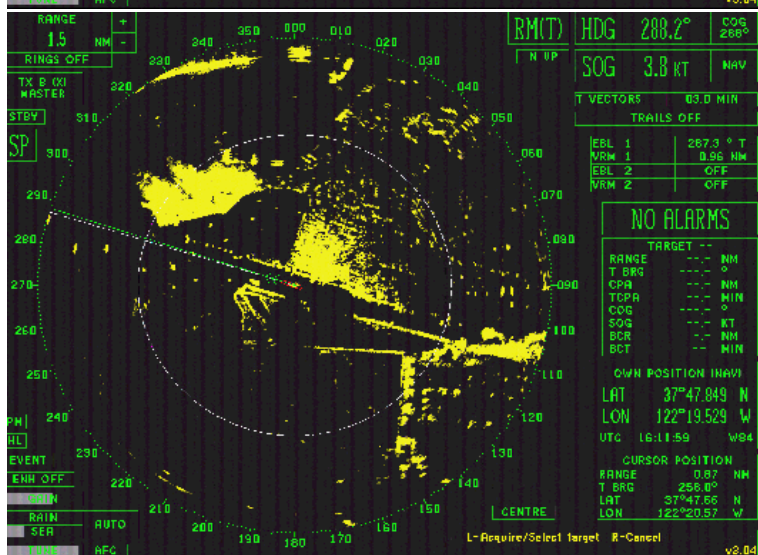 v3.04
RANGE
1.5 NM
+
-
RINGS OFF
TX B (X)
MASTER
STBY
SP
340 350 000 010 020
330 030
320 040
310 050
300 060
290 070
280 080
270 090
260 100
250 110
240 120
230 130
220
210 150
200 190 180 170 160
EVENT
ENH OFF
RAIN
SEA
AUTO
AFC
RM(T)
N UP
CENTRE
HDG 288.2°
COG
288°
SOG 3.8 KT
NAV
T VECTORS 03.0 MIN
TRAILS OFF
EBL 1 287.3 ° T
VRM 1 0.96 NM
EBL 2 OFF
VRM 2 OFF
NO ALARMS
TARGET --
RANGE --.- NM
T BRG ---.- °
CPA --.- NM
TCPA ---.- MIN
COG ---.- °
SOG --.- KT
BCR --.- NM
BCT --.- MIN
OWN POSITION (NAV)
LAT 37°47.849 N
LON 122°19.529 W
UTC 16:11:59 W84
CURSOR POSITION
RANGE 0.87 NM
T BRG 258.0°
LAT 37°47.66 N
LON 122°20.57 W
L-Acquire/Select target R-Cancel
v2.04